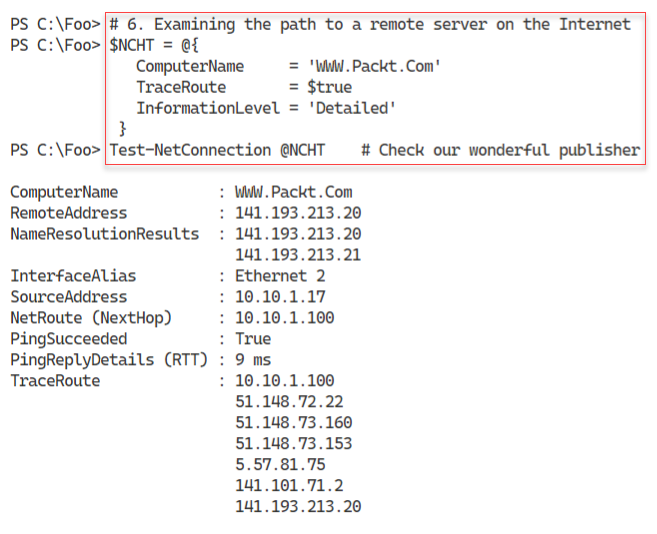 PS C:\Foo> # 6. Examining the path to a remote server on the Internet
PS C:\Foo> $NCHT = @{
ComputerName     = 'WWW.Packt.Com'
TraceRoute       = $true
InformationLevel = 'Detailed'
}
PS C:\Foo> Test-NetConnection @NCHT    # Check our wonderful publisher
ComputerName            : WWW.Packt.Com
RemoteAddress           : 141.193.213.20
NameResolutionResults   : 141.193.213.20
141.193.213.21
InterfaceAlias          : Ethernet 2
SourceAddress           : 10.10.1.17
NetRoute (NextHop)      : 10.10.1.100
PingSucceeded           : True
PingReplyDetails (RTT)  : 9 ms
TraceRoute              : 10.10.1.100
51.148.72.22
51.148.73.160
51.148.73.153
5.57.81.75
141.101.71.2
141.193.213.20